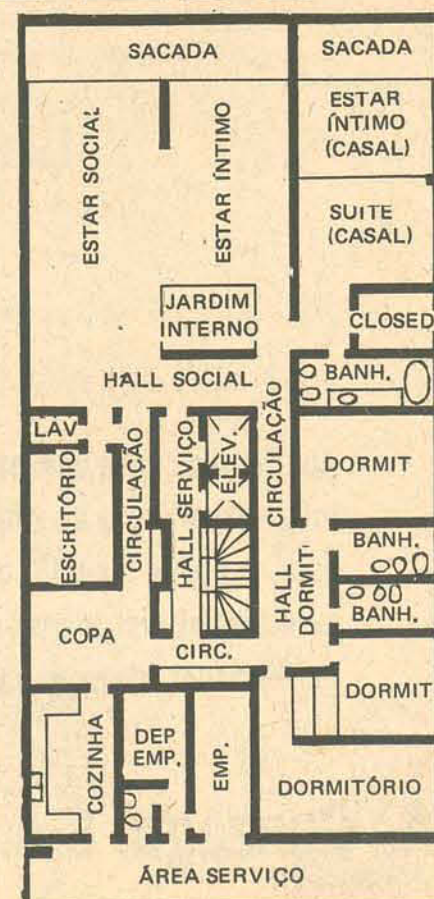 SACADA
SACADA
ESTAR SOCIAL
ESTAR ÍNTIMO
ESTAR
ÍNTIMO
(CASAL)
SUITE
(CASAL)
JARDIM
INTERNO
CLOSED
HALL SOCIAL
BANH.
LAV
ESCRITÓRIO
CIRCULAÇÃO
HALL SERVIÇO
ELEV.
CIRCULAÇÃO
DORMIT
BANH.
HALL
DORMIT
BANH.
COPA
CIRC.
DORMIT
COZINHA
DEP
EMP.
EMP.
DORMITÓRIO
ÁREA SERVIÇO